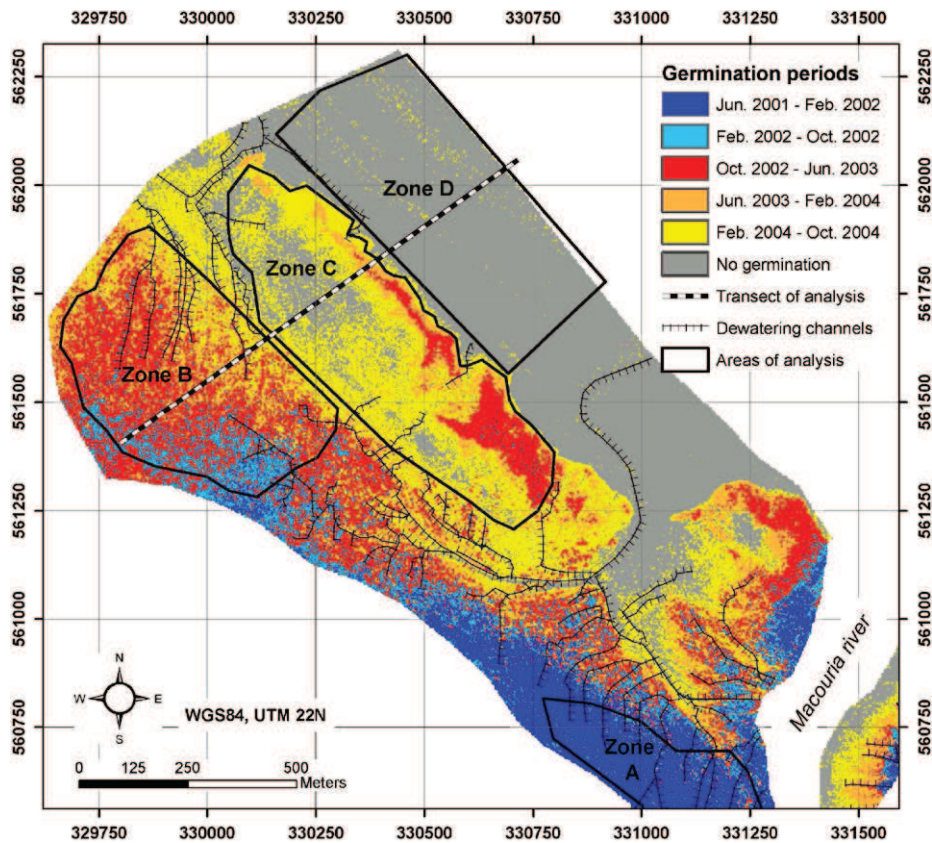 329750 330000 330250 330500 330750 331000 331250 331500
562250
562000
561750
561500
561250
561000
560750
562250
562000
561750
561500
561250
561000
560750
Germination periods
Jun. 2001 - Feb. 2002
Feb. 2002 - Oct. 2002
Oct. 2002 - Jun. 2003
Jun. 2003 - Feb. 2004
Feb. 2004 - Oct. 2004
No germination
Transect of analysis
Dewatering channels
Areas of analysis
Zone D
Zone C
Zone B
Zone
A
Macouria river
N
W E
S
WGS84, UTM 22N
0 125 250 500
Meters
329750 330000 330250 330500 330750 331000 331250 331500